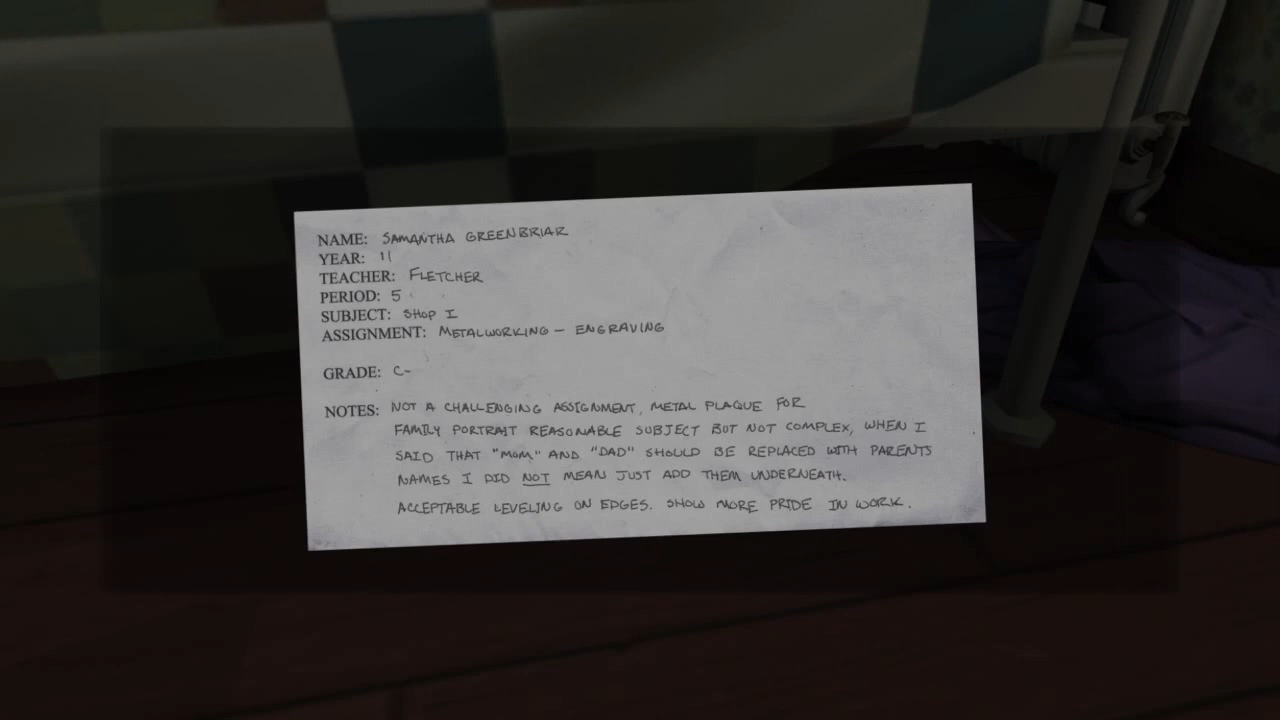 NAME: SAMANTHA GREENBRIAR
YEAR: 11
TEACHER: FLETCHER
PERIOD: 5
SUBJECT: SHOP I
ASSIGNMENT: METALWORKING - ENGRAVING
GRADE: C-
NOTES: NOT A CHALLENGING ASSIGNMENT, METAL PLAQUE FOR
FAMILY PORTRAIT REASONABLE SUBJECT BUT NOT COMPLEX, WHEN I
SAID THAT "MOM" AND "DAD" SHOULD BE REPLACED WITH PARENTS
NAMES I DID NOT MEAN JUST ADD THEM UNDERNEATH.
ACCEPTABLE LEVELING ON EDGES. SHOW MORE PRIDE IN WORK.